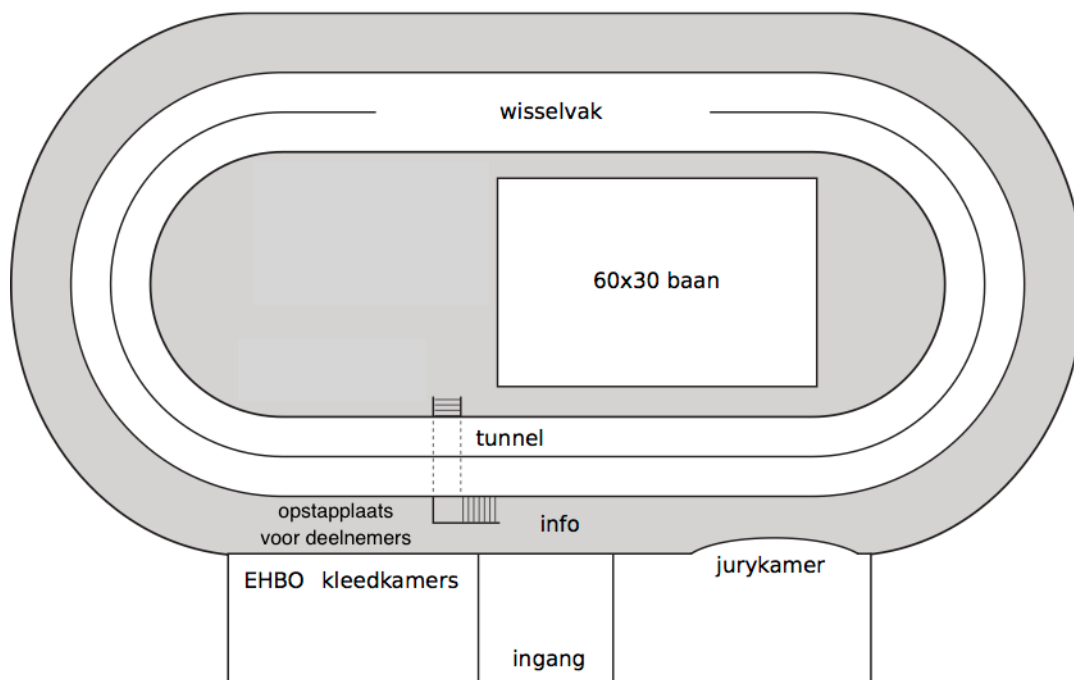 wisselvak
60x30 baan
tunnel
opstapplaats
voor deelnemers
info
jurykamer
EHBO kleedkamers
ingang